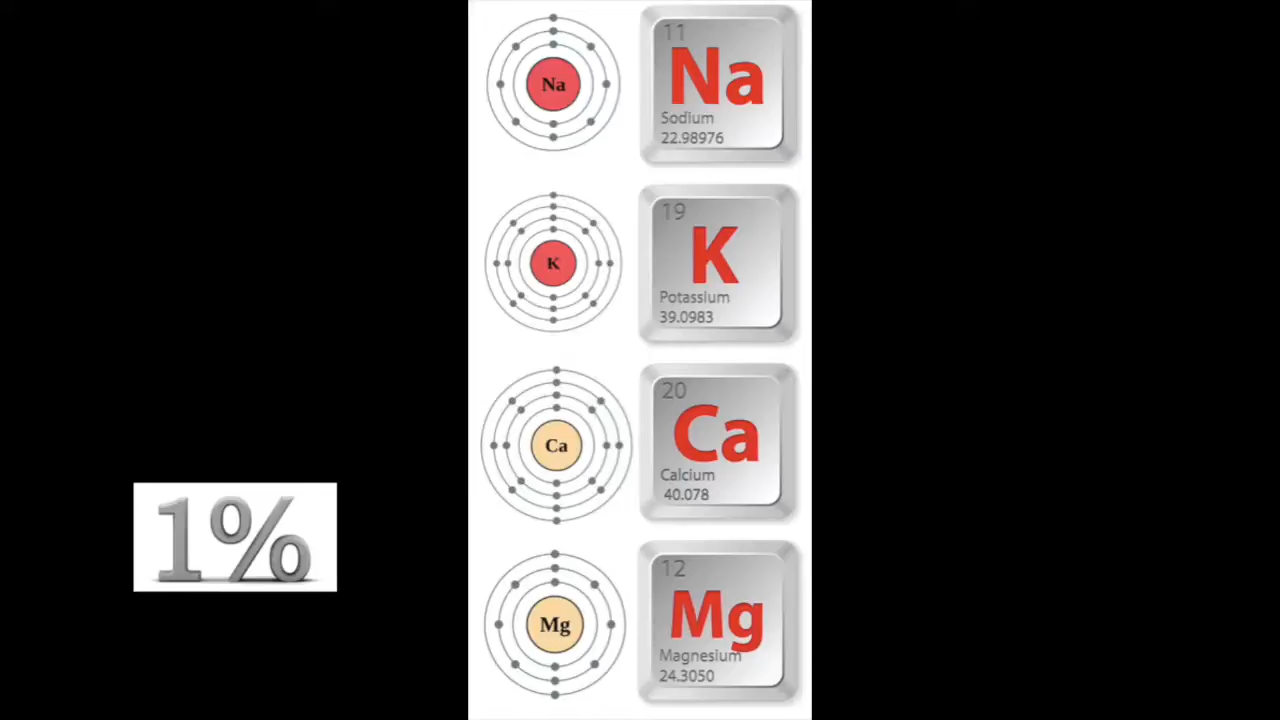 Na
11
Na
Sodium
22.98976
K
19
K
Potassium
39.0983
Ca
20
Ca
Calcium
40.078
1%
Mg
12
Mg
Magnesium
24.3050